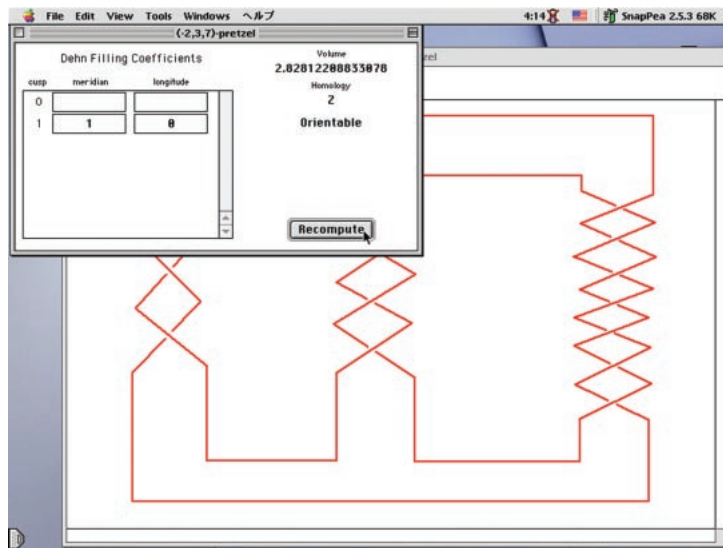 File Edit View Tools Windows ヘルプ 4:14 SnapPea 2.5.3 68K
(-2,3,7)-pretzel
zel
Dehn Filling Coefficients
cusp meridian longitude
0
1 1 0
Volume
2.82812208833078
Homology
Z
Orientable
Recompute